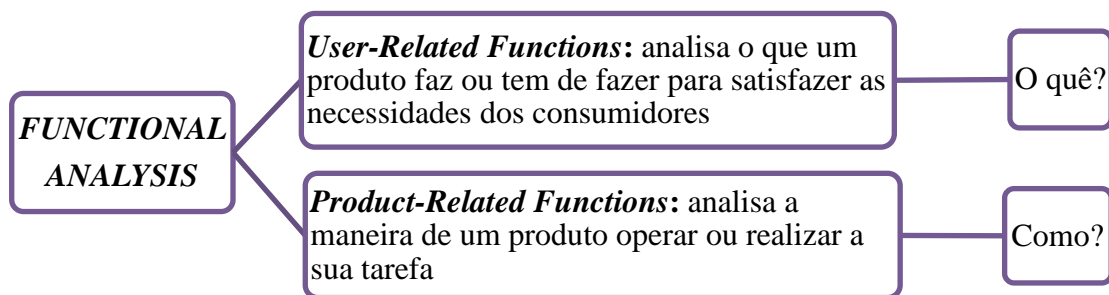 FUNCTIONAL
ANALYSIS
User-Related Functions: analisa o que um
produto faz ou tem de fazer para satisfazer as
necessidades dos consumidores
O quê?
Product-Related Functions: analisa a
maneira de um produto operar ou realizar a
sua tarefa
Como?